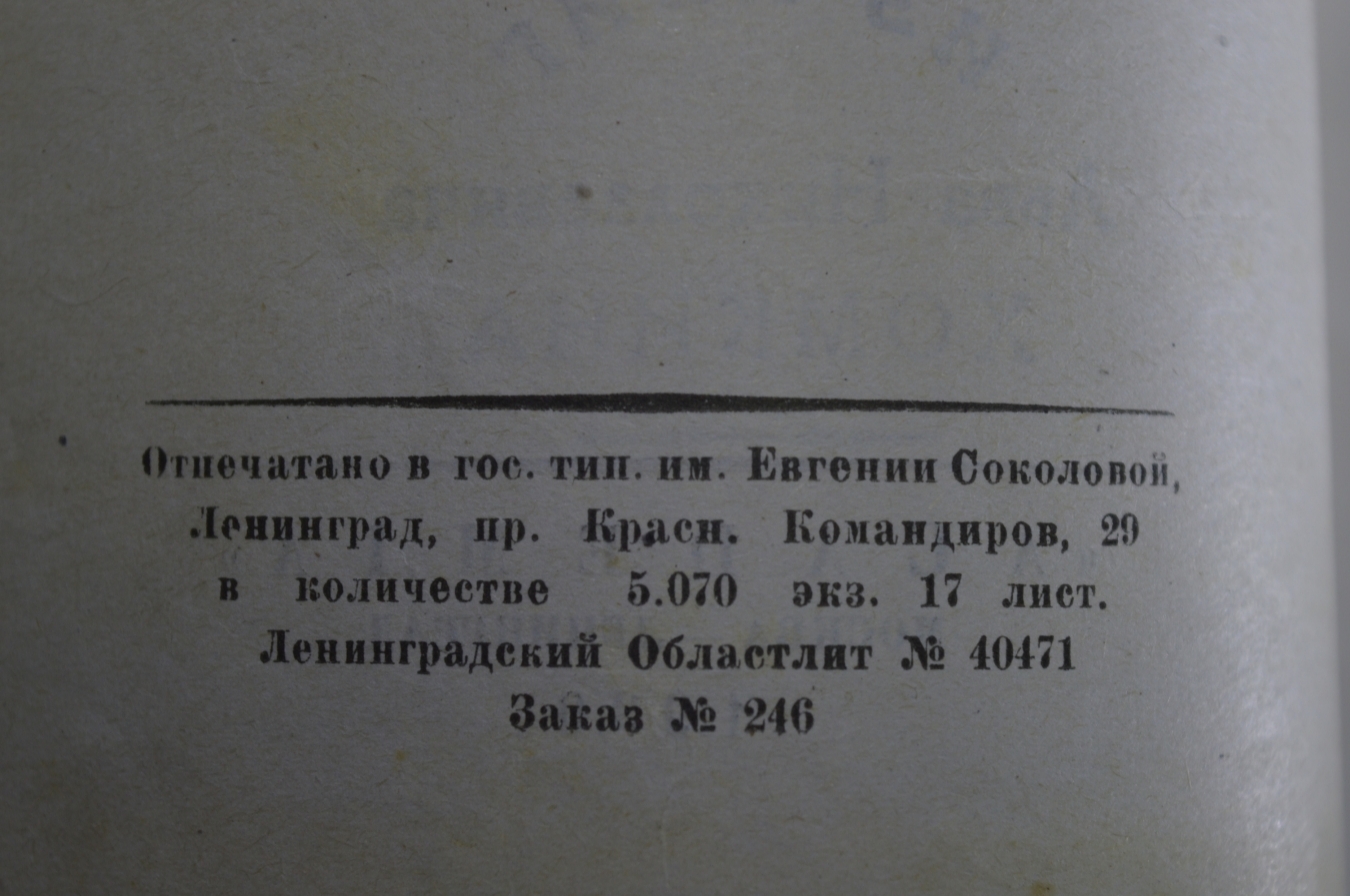 Отпечатано в гос. тип. им. Евгении Соколовой,
Ленинград, пр. Красн. Командиров, 29
в количестве 5.070 экз. 17 лист.
Ленинградский Областлит № 40471
Заказ № 246